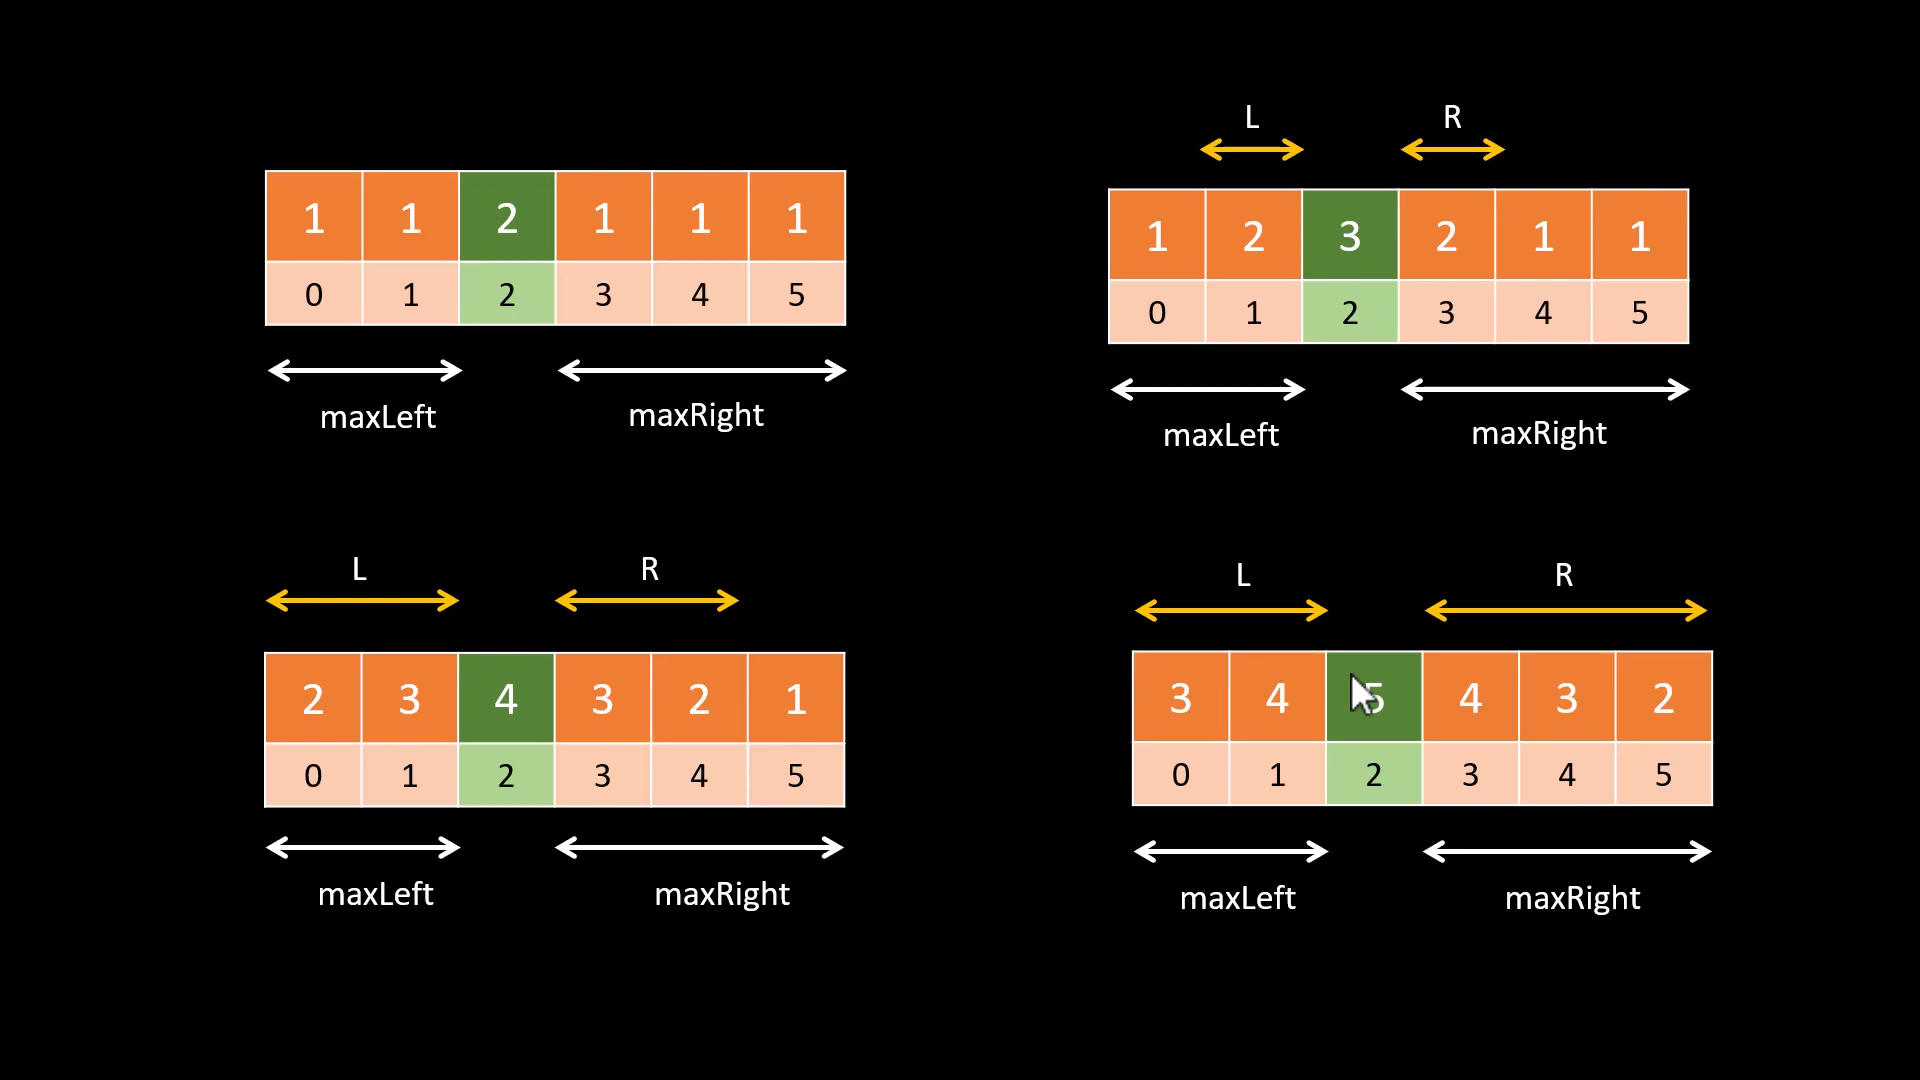 1 1 2 1 1 1
0 1 2 3 4 5
maxLeft maxRight
L R
1 2 3 2 1 1
0 1 2 3 4 5
maxLeft maxRight
L R
2 3 4 3 2 1
0 1 2 3 4 5
maxLeft maxRight
L R
3 4 5 4 3 2
0 1 2 3 4 5
maxLeft maxRight